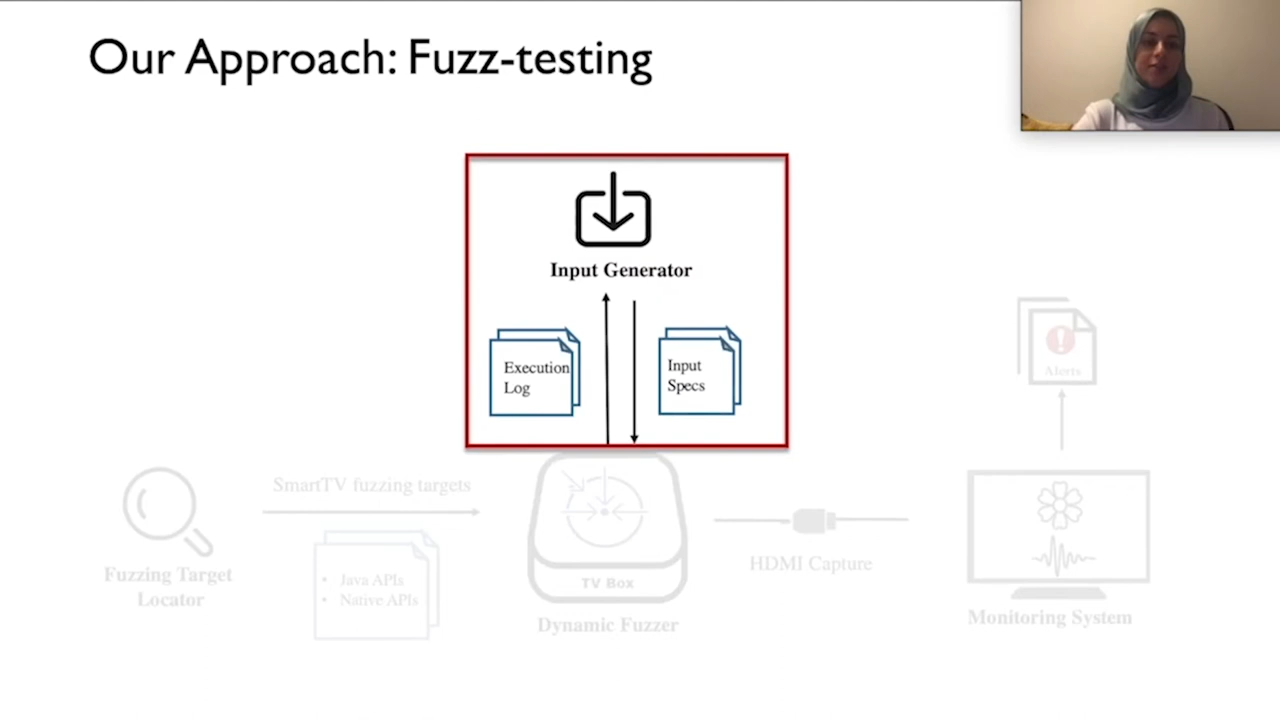 Our Approach: Fuzz-testing
Input Generator
Execution
Log
Input
Specs
Alerts
SmartTV fuzzing targets
Fuzzing Target
Locator
• Java APIs
• Native APIs
TV Box
Dynamic Fuzzer
HDMI Capture
Monitoring System